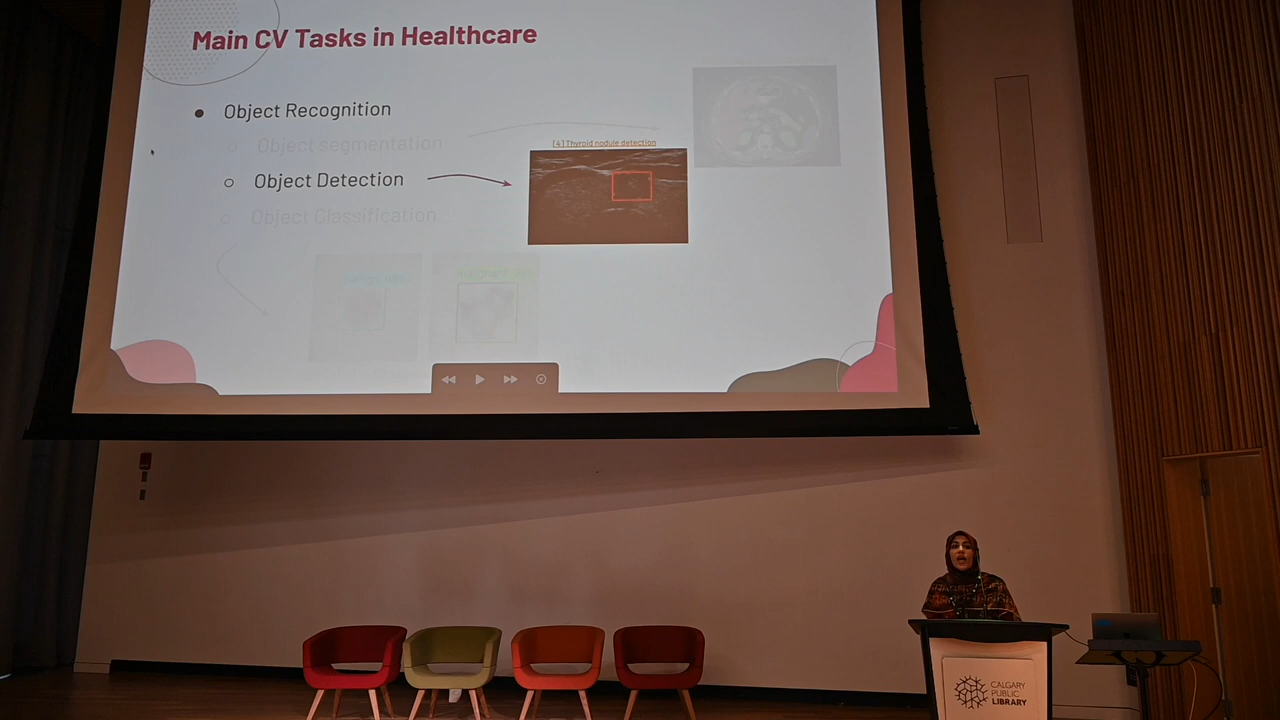 Main CV Tasks in Healthcare
Object Recognition
Object segmentation
[4] Thyroid nodule detection
Object Detection
Object Classification
CALGARY
PUBLIC
LIBRARY